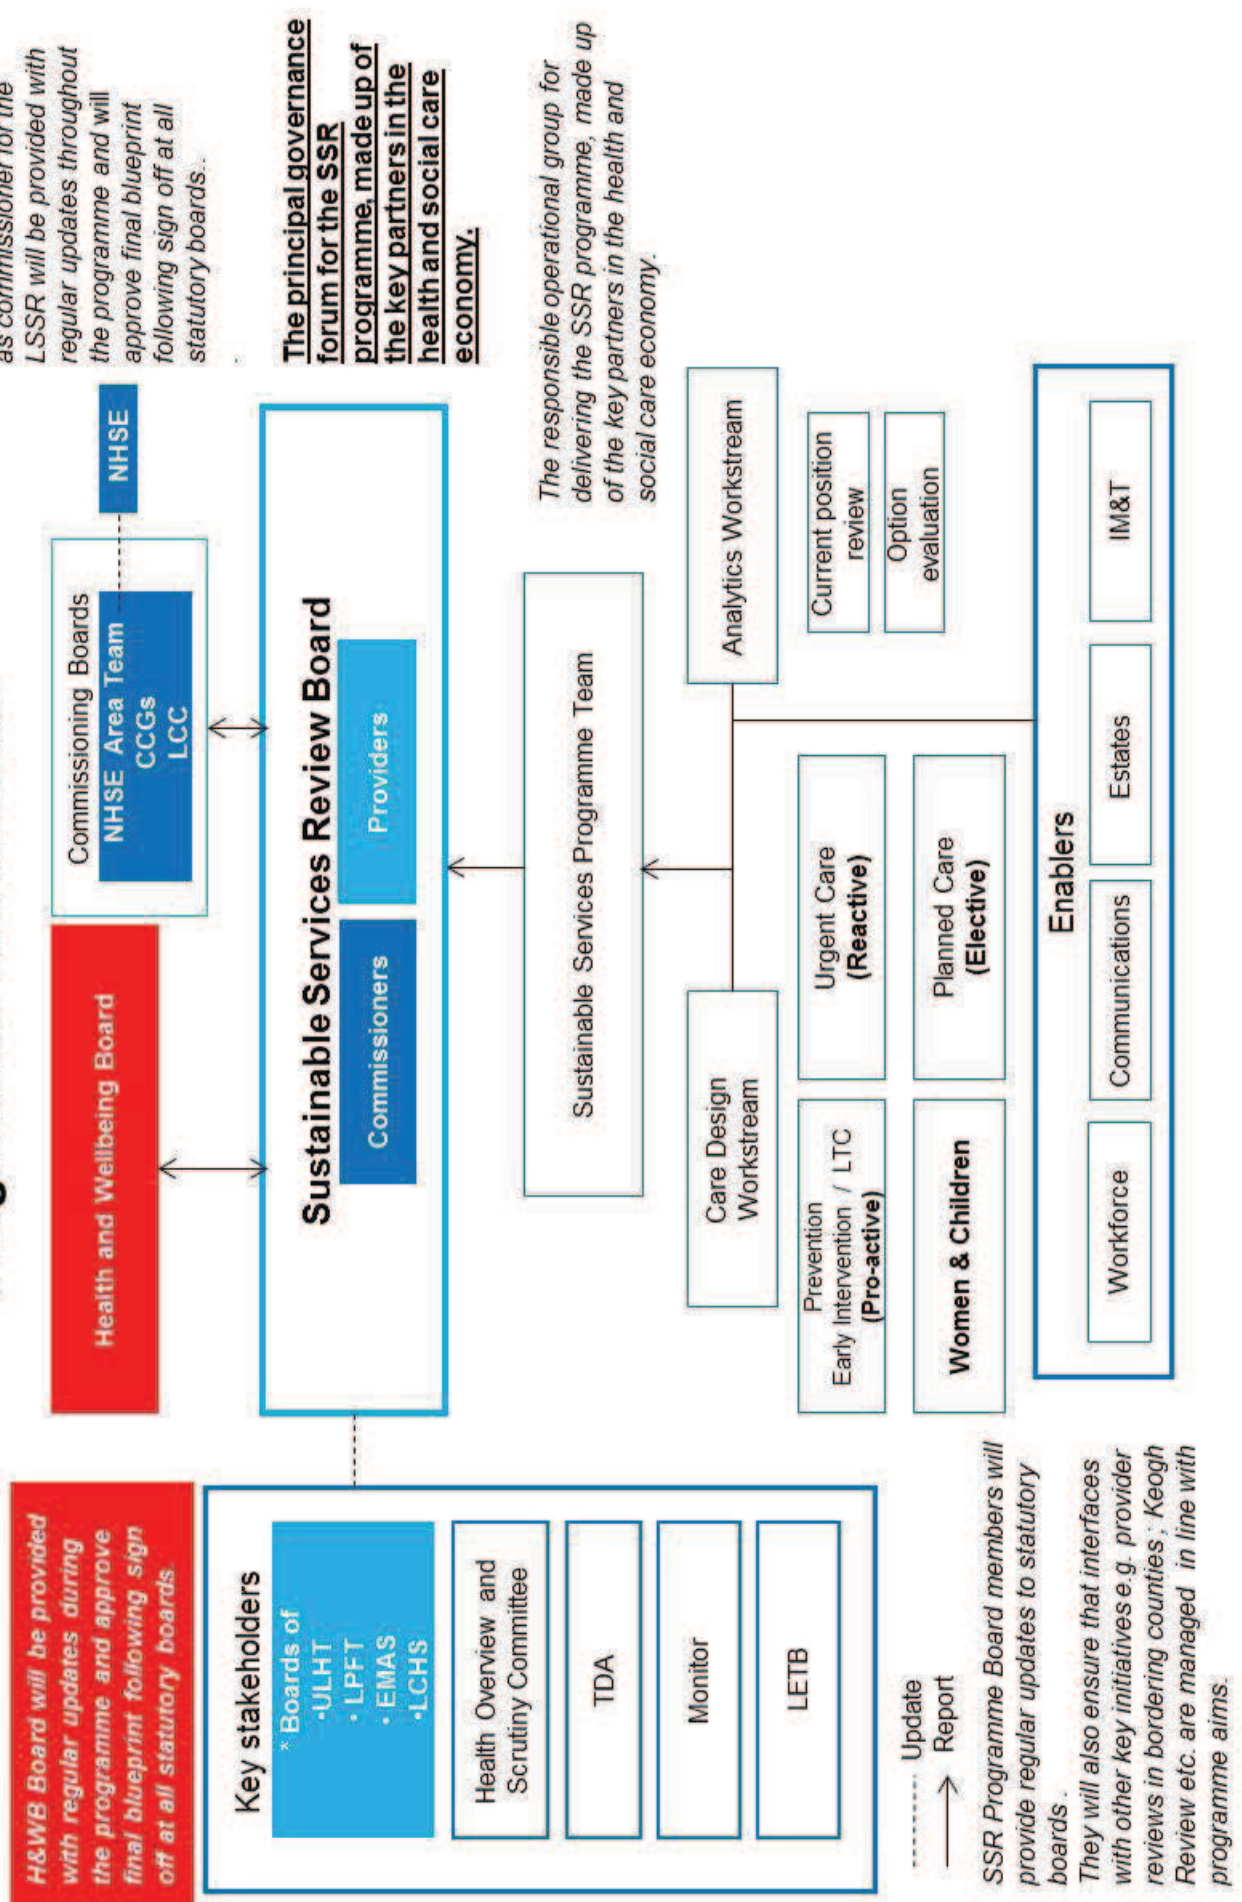 H&WB Board will be provided
with regular updates during
the programme and approve
final blueprint following sign
off at all statutory boards.
Health and Wellbeing Board
Commissioning Boards
NHSE Area Team
CCGs
LCC
NHSE
as commissioner for the
LSSR will be provided with
regular updates throughout
the programme and will
approve final blueprint
following sign off at all
statutory boards..
Key stakeholders
* Boards of
•ULHT
• LPFT
• EMAS
•LCHS
Health Overview and
Scrutiny Committee
TDA
Monitor
LETB
Sustainable Services Review Board
Commissioners
Providers
The principal governance
forum for the SSR
programme, made up of
the key partners in the
health and social care
economy.
Sustainable Services Programme Team
The responsible operational group for
delivering the SSR programme, made up
of the key partners in the health and
social care economy.
Care Design
Workstream
Analytics Workstream
Prevention
Early Intervention / LTC
(Pro-active)
Urgent Care
(Reactive)
Women & Children
Planned Care
(Elective)
Current position
review
Option
evaluation
Enablers
Workforce
Communications
Estates
IM&T
Update
Report
SSR Programme Board members will
provide regular updates to statutory
boards..
They will also ensure that interfaces
with other key initiatives e.g. provider
reviews in bordering counties ; Keogh
Review etc. are managed in line with
programme aims.